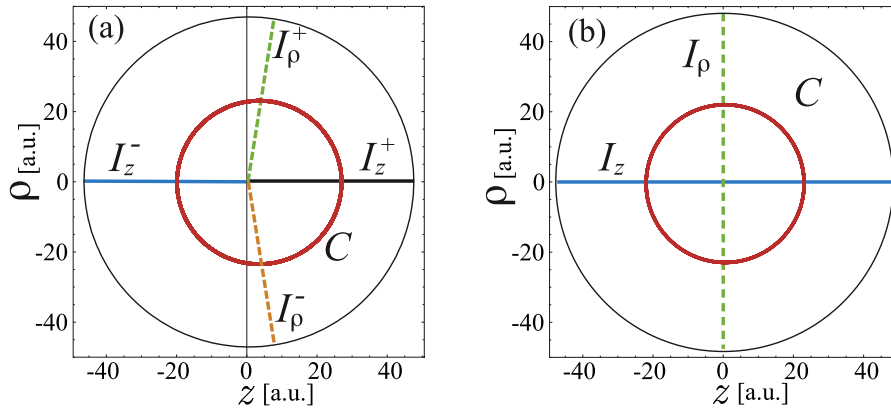 (a)
I_ρ^+
I_z^-
I_z^+
C
I_ρ^-
ρ [a.u.]
40
20
0
-20
-40
-40 -20 0 20 40
z [a.u.]
(b)
I_ρ
C
I_z
ρ [a.u.]
40
20
0
-20
-40
-40 -20 0 20 40
z [a.u.]